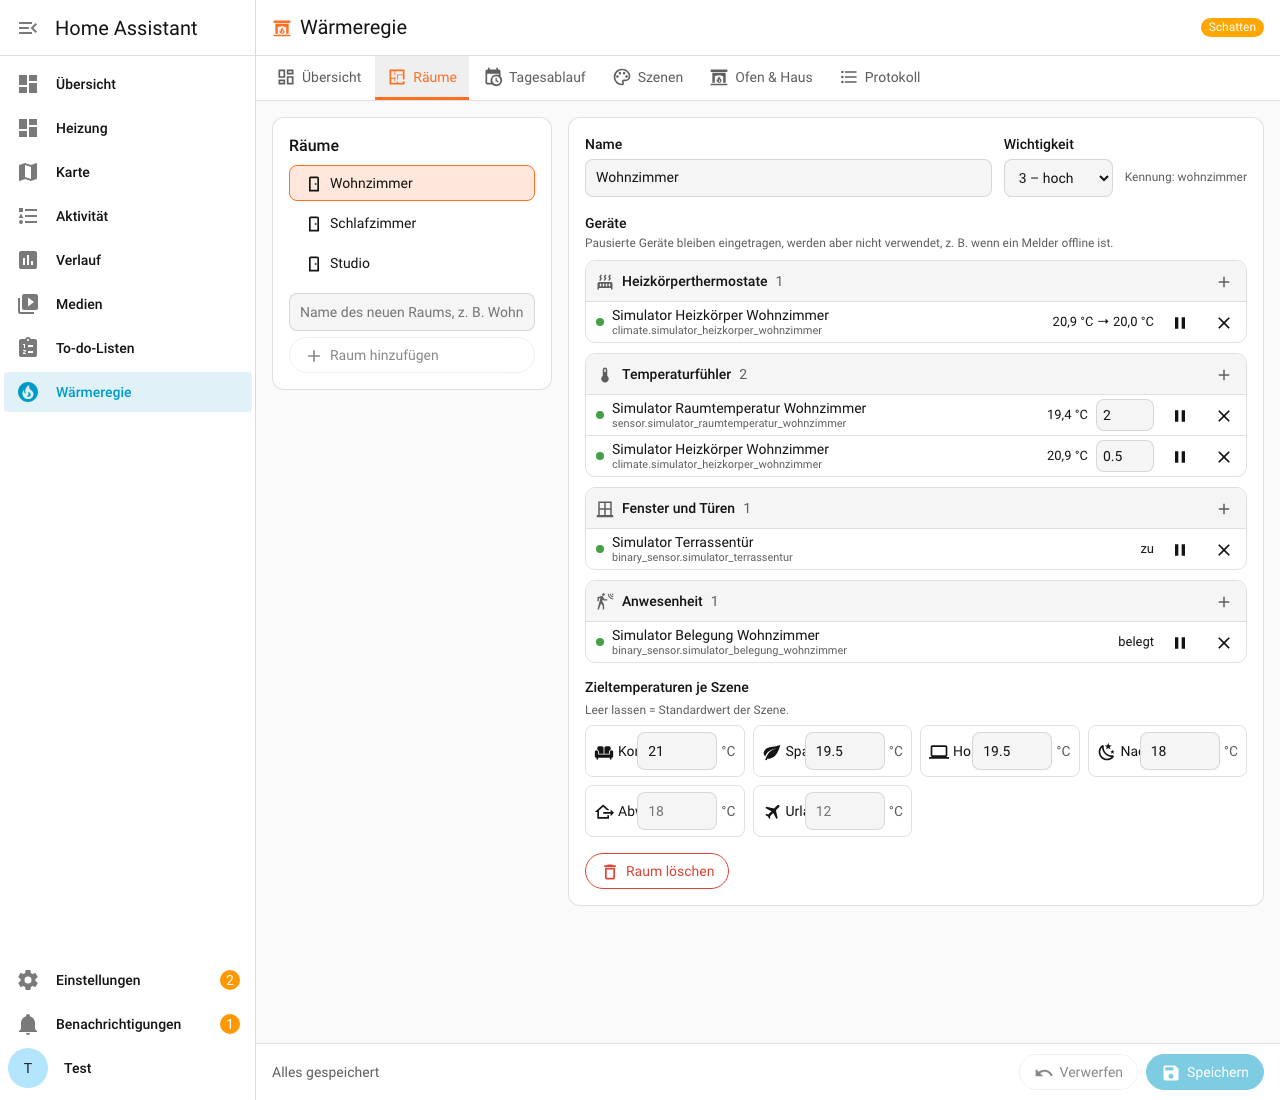 Home Assistant
Wärmeregie
Schatten
Übersicht
Heizung
Karte
Aktivität
Verlauf
Medien
To-do-Listen
Wärmeregie
Einstellungen 2
Benachrichtigungen 1
T Test
Übersicht
Räume
Tagesablauf
Szenen
Ofen & Haus
Protokoll
Räume
Wohnzimmer
Schlafzimmer
Studio
Name des neuen Raums, z. B. Wohn
Raum hinzufügen
Name
Wohnzimmer
Wichtigkeit
3 – hoch
Kennung: wohnzimmer
Geräte
Pausierte Geräte bleiben eingetragen, werden aber nicht verwendet, z. B. wenn ein Melder offline ist.
Heizkörperthermostate 1
Simulator Heizkörper Wohnzimmer
climate.simulator_heizkorper_wohnzimmer
20,9 °C → 20,0 °C
Temperaturfühler 2
Simulator Raumtemperatur Wohnzimmer
sensor.simulator_raumtemperatur_wohnzimmer
19,4 °C 2
Simulator Heizkörper Wohnzimmer
climate.simulator_heizkorper_wohnzimmer
20,9 °C 0.5
Fenster und Türen 1
Simulator Terrassentür
binary_sensor.simulator_terrassentur
zu
Anwesenheit 1
Simulator Belegung Wohnzimmer
binary_sensor.simulator_belegung_wohnzimmer
belegt
Zieltemperaturen je Szene
Leer lassen = Standardwert der Szene.
Kor 21 °C
Spa 19.5 °C
Ho 19.5 °C
Nac 18 °C
Abw 18 °C
Urla 12 °C
Raum löschen
Alles gespeichert
Verwerfen
Speichern